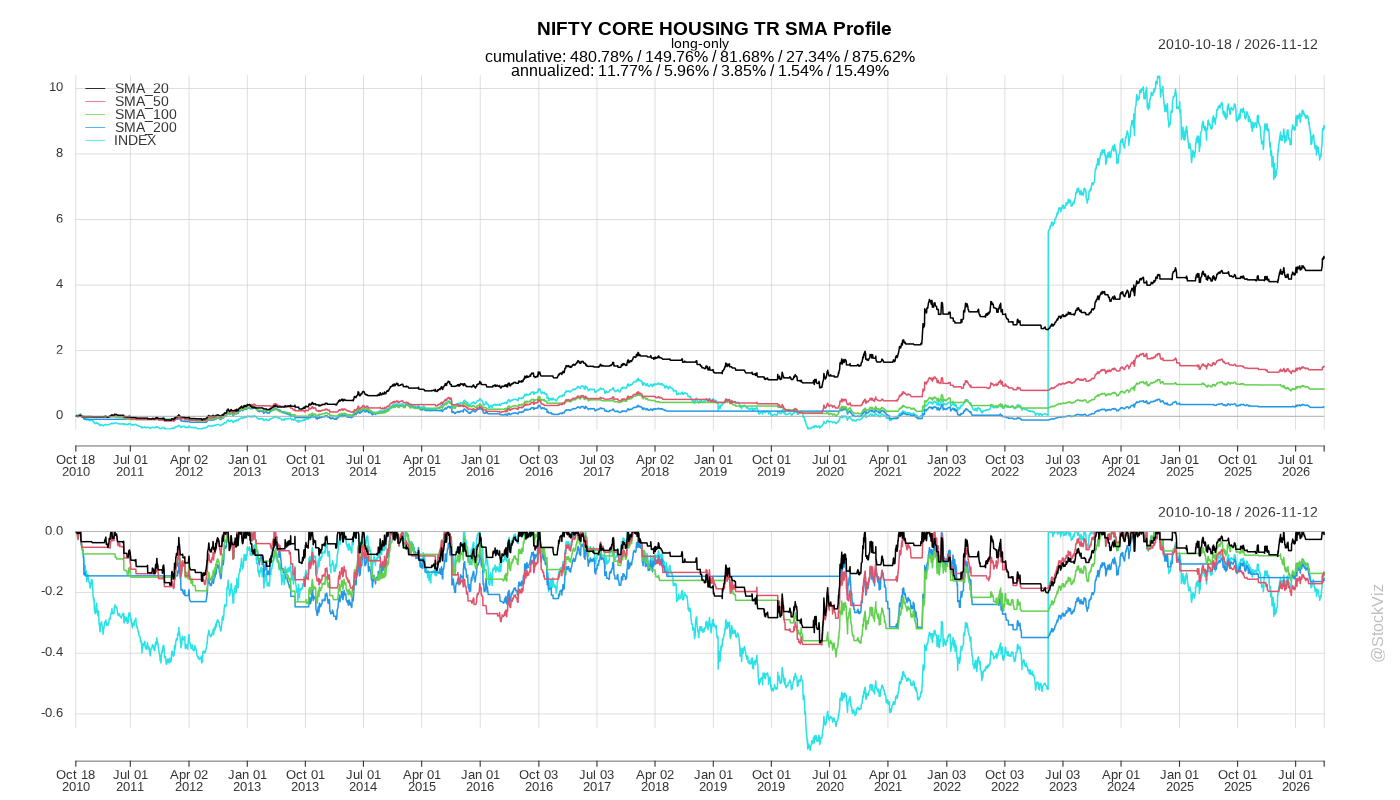 NIFTY CORE HOUSING TR SMA Profile
long-only
cumulative: 480.78% / 149.76% / 81.68% / 27.34% / 875.62%
annualized: 11.77% / 5.96% / 3.85% / 1.54% / 15.49%
2010-10-18 / 2026-11-12
SMA_20
SMA_50
SMA_100
SMA_200
INDEX
10
8
6
4
2
0
Oct 18 Jul 01 Apr 02 Jan 01 Oct 01 Jul 01 Apr 01 Jan 01 Oct 03 Jul 03 Apr 02 Jan 01 Oct 01 Jul 01 Apr 01 Jan 03 Oct 03 Jul 03 Apr 01 Jan 01 Oct 01 Jul 01
2010 2011 2012 2013 2013 2014 2015 2016 2016 2017 2018 2019 2019 2020 2021 2022 2022 2023 2024 2025 2025 2026
2010-10-18 / 2026-11-12
0.0
-0.2
-0.4
-0.6
Oct 18 Jul 01 Apr 02 Jan 01 Oct 01 Jul 01 Apr 01 Jan 01 Oct 03 Jul 03 Apr 02 Jan 01 Oct 01 Jul 01 Apr 01 Jan 03 Oct 03 Jul 03 Apr 01 Jan 01 Oct 01 Jul 01
2010 2011 2012 2013 2013 2014 2015 2016 2016 2017 2018 2019 2019 2020 2021 2022 2022 2023 2024 2025 2025 2026
@StockViz